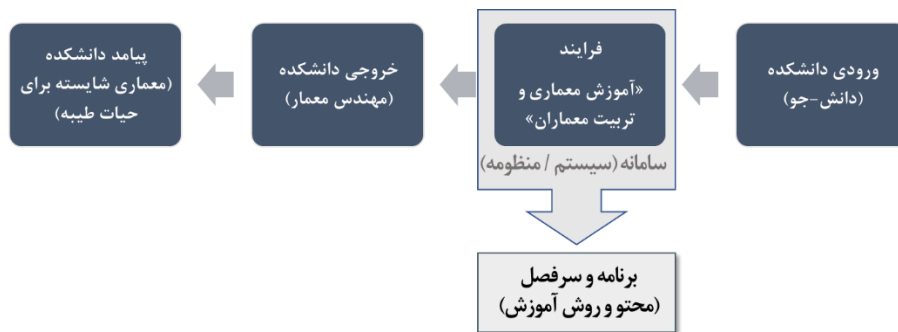 ورودی دانشکده
(دانش-جو)
فرایند
«آموزش معماری و
تربیت معماران»
سامانه (سیستم / منظومه)
خروجی دانشکده
(مهندس معمار)
پیامد دانشکده
(معماری شایسته برای
حیات طیبه)
برنامه و سرفصل
(محتو و روش آموزش)